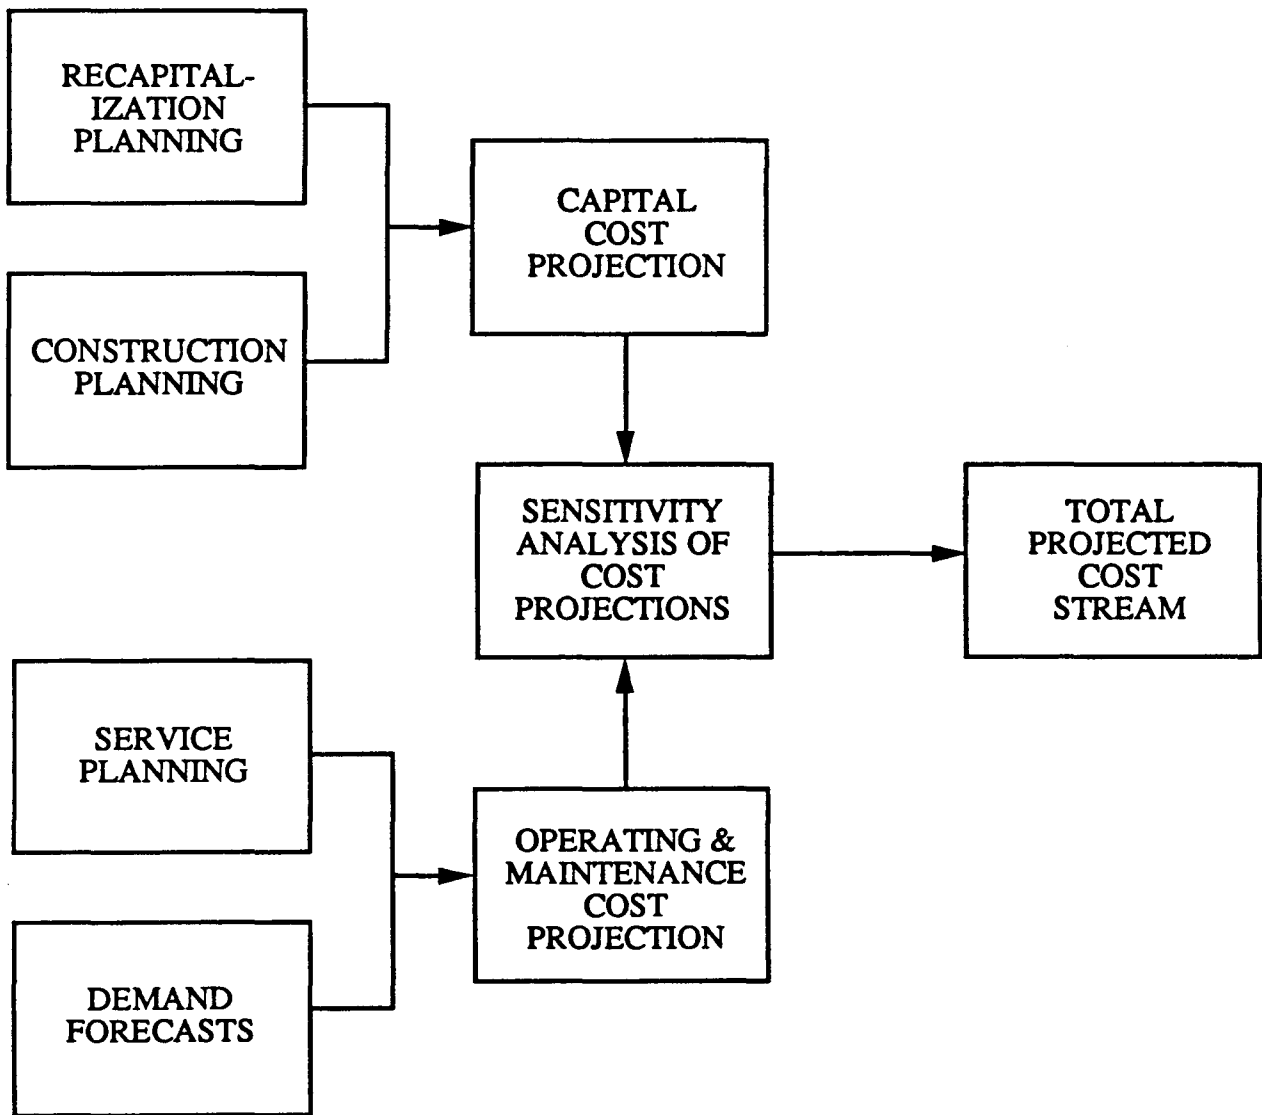 RECAPITAL-
IZATION
PLANNING
CONSTRUCTION
PLANNING
CAPITAL
COST
PROJECTION
SENSITIVITY
ANALYSIS OF
COST
PROJECTIONS
TOTAL
PROJECTED
COST
STREAM
SERVICE
PLANNING
DEMAND
FORECASTS
OPERATING &
MAINTENANCE
COST
PROJECTION